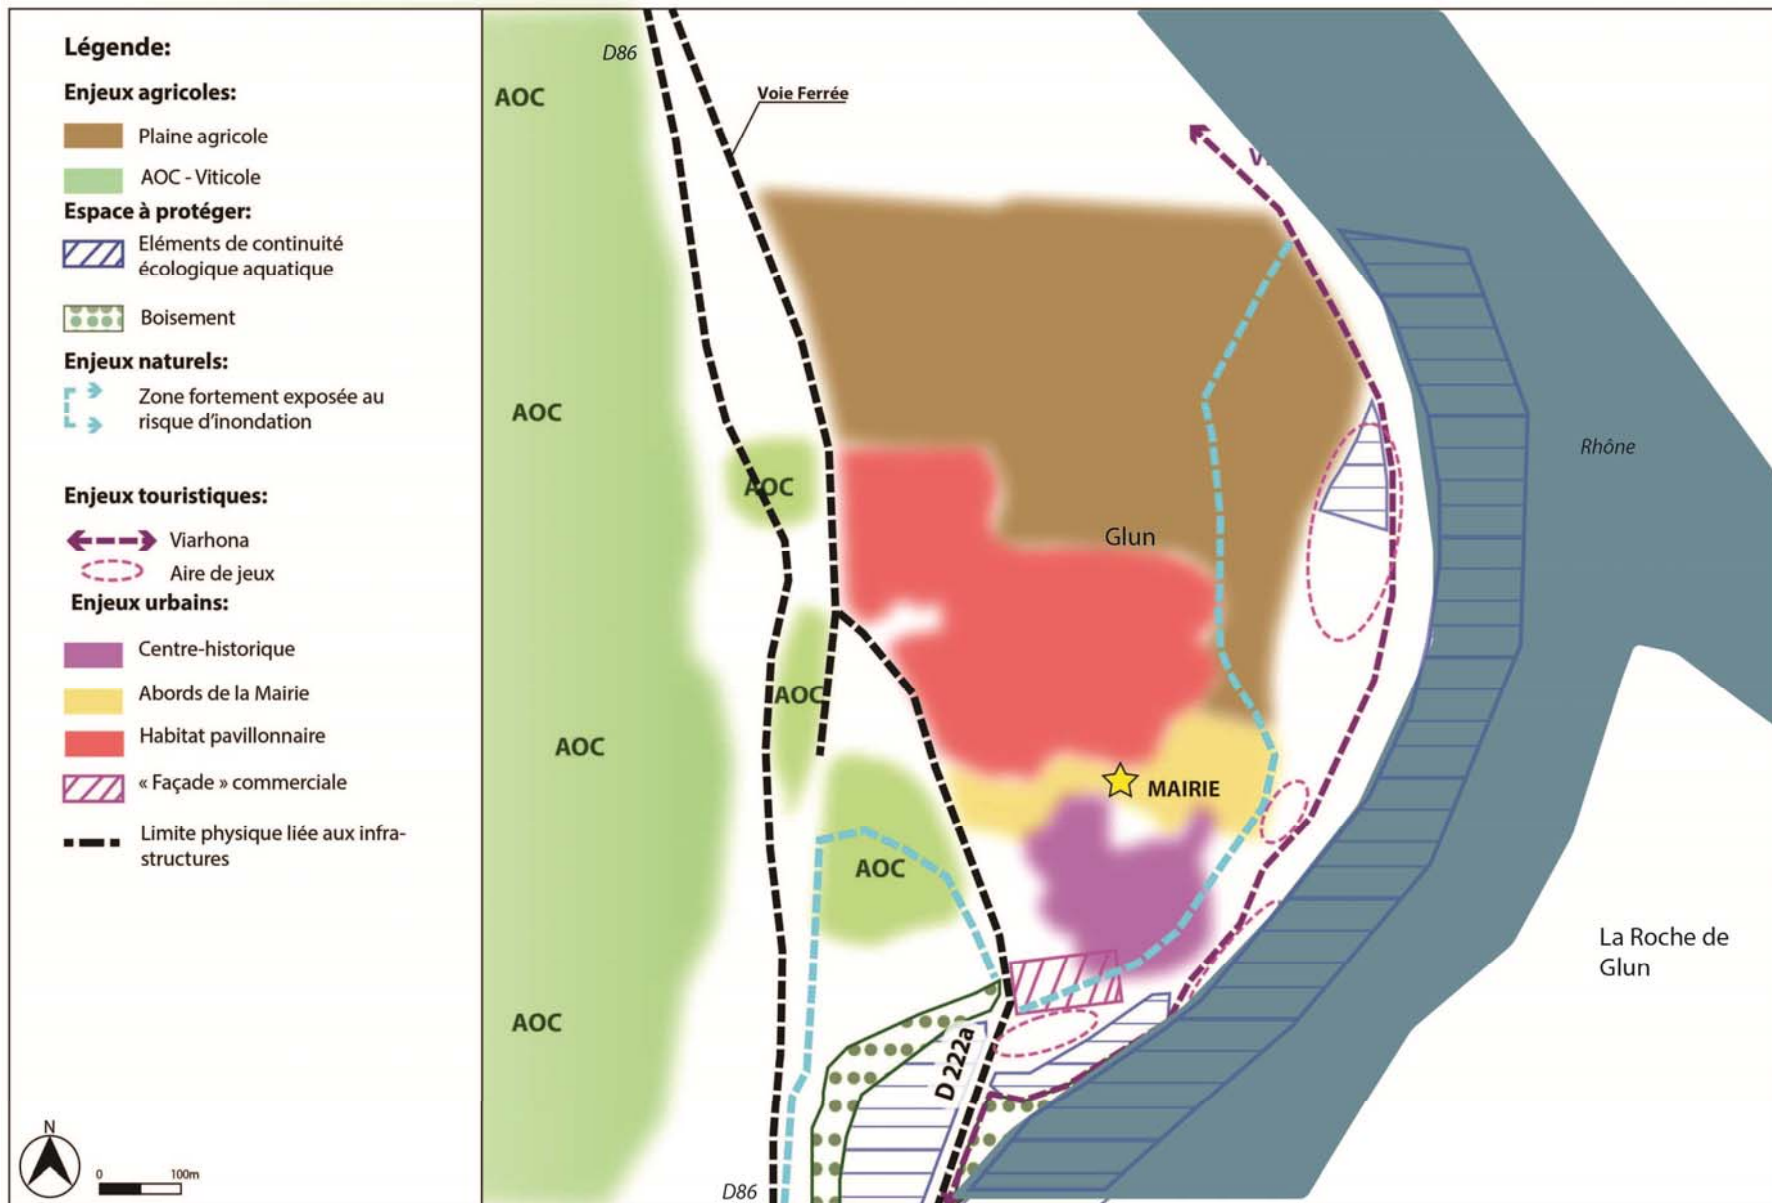 Légende:
Enjeux agricoles:
Plaine agricole
AOC - Viticole
Espace à protéger:
Eléments de continuité
écologique aquatique
Boisement
Enjeux naturels:
Zone fortement exposée au
risque d'inondation
Enjeux touristiques:
Viarhona
Aire de jeux
Enjeux urbains:
Centre-historique
Abords de la Mairie
Habitat pavillonnaire
« Façade » commerciale
Limite physique liée aux infra-
structures
N
0 100m
D86
AOC
Voie Ferrée
AOC
AOC
Rhône
Glun
AOC
AOC
MAIRIE
AOC
La Roche de
Glun
AOC
D 222a
D86